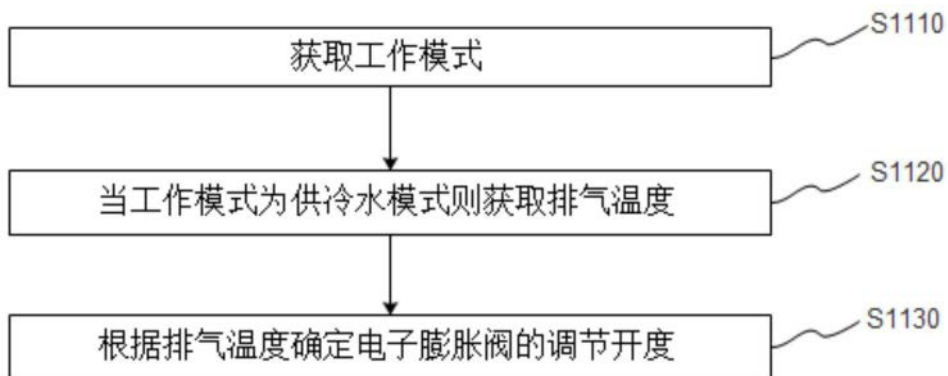 S1110
获取工作模式
S1120
当工作模式为供冷水模式则获取排气温度
S1130
根据排气温度确定电子膨胀阀的调节开度